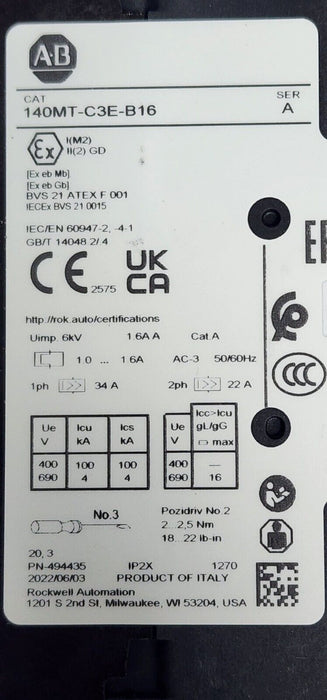 AB
CAT SER
140MT-C3E-B16 A
Ex I(M2)
II(2) GD
[Ex eb Mb]
[Ex eb Gb]
BVS 21 ATEX F 001
IECEx BVS 21 0015
IEC/EN 60947-2, -4-1
GB/T 14048.2/.4
CE 2575 UK CA
CCC
http://rok.auto/certifications
Uimp. 6kV 1.6A A Cat.A
1.0 ... 1.6A AC-3 50/60Hz
1ph 34 A 2ph 22 A
Ue V Icu kA Ics kA
400 100 100
690 4 4
Ue V Icc>Icu gL/gG max
400 —
690 16
No.3 Pozidriv No.2
2...2,5 Nm
18...22 lb-in
20, 3
PN-494435 IP2X 1270
2022/06/03 PRODUCT OF ITALY
Rockwell Automation
1201 S 2nd St, Milwaukee, WI 53204, USA